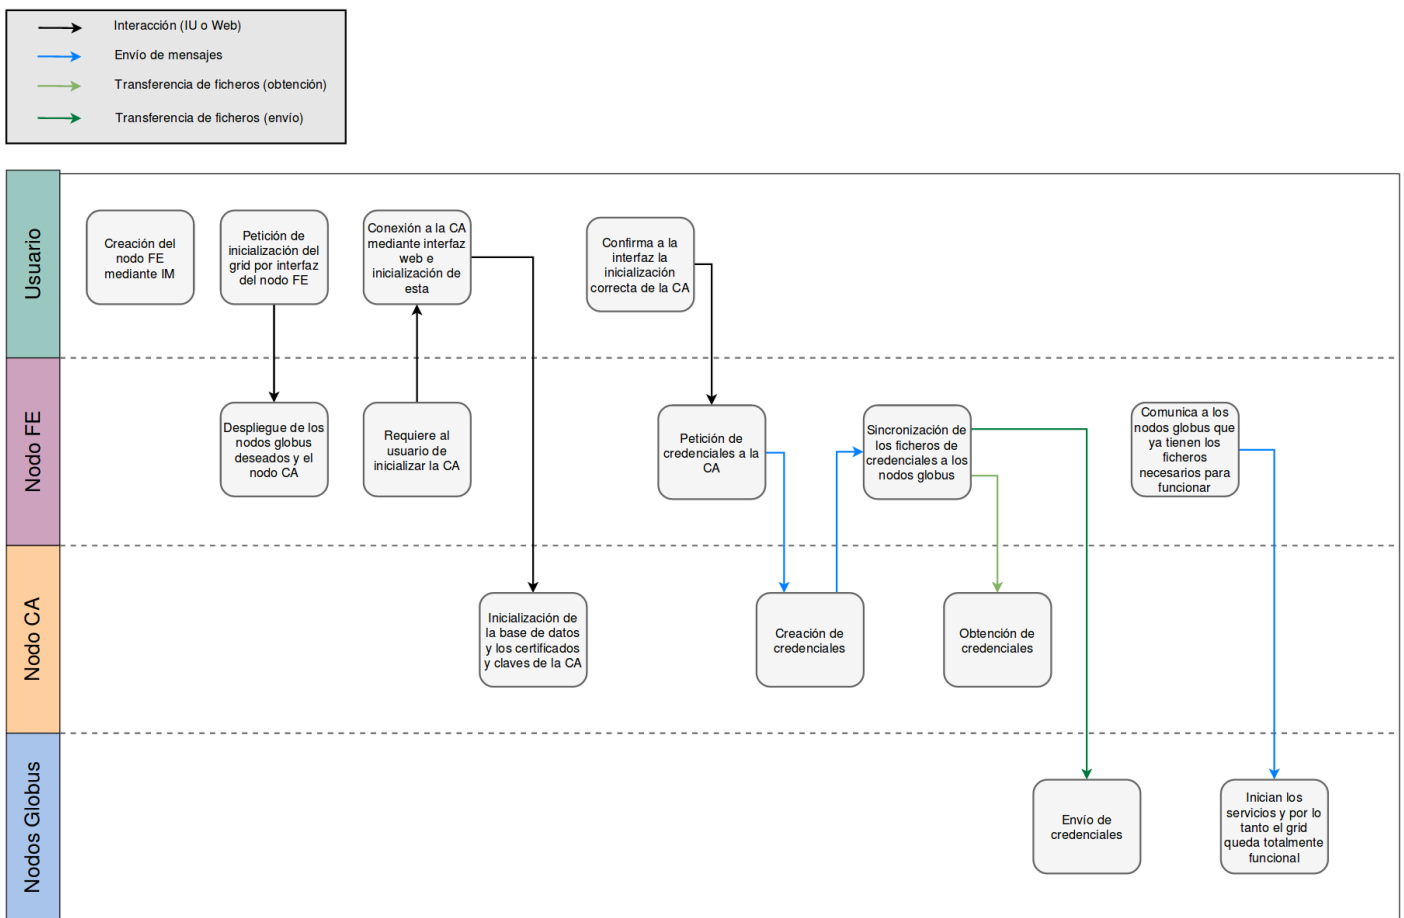 Interacción (IU o Web)
Envío de mensajes
Transferencia de ficheros (obtención)
Transferencia de ficheros (envío)
Usuario
Creación del
nodo FE
mediante IM
Petición de
inicialización del
grid por interfaz
del nodo FE
Conexión a la CA
mediante interfaz
web e
inicialización de
esta
Confirma a la
interfaz la
inicialización
correcta de la CA
Nodo FE
Despliegue de los
nodos globus
deseados y el
nodo CA
Requiere al
usuario de
inicializar la CA
Petición de
credenciales a la
CA
Sincronización de
los ficheros de
credenciales a los
nodos globus
Comunica a los
nodos globus que
ya tienen los
ficheros
necesarios para
funcionar
Nodo CA
Inicialización de
la base de datos
y los certificados
y claves de la CA
Creación de
credenciales
Obtención de
credenciales
Nodos Globus
Envío de
credenciales
Inician los
servicios y por lo
tanto el grid
queda totalmente
funcional